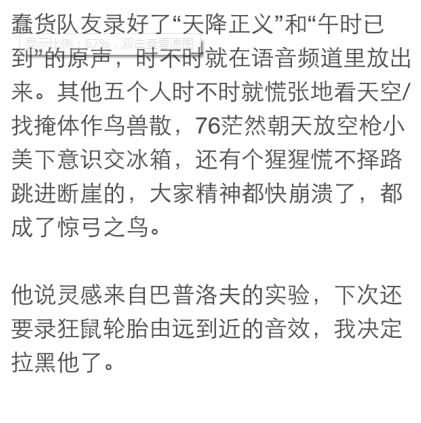 蠢货队友录好了“天降正义”和“午时已
到”的原声，时不时就在语音频道里放出
来。其他五个人时不时就慌张地看天空/
找掩体作鸟兽散，76茫然朝天放空枪小
美下意识交冰箱，还有个猩猩慌不择路
跳进断崖的，大家精神都快崩溃了，都
成了惊弓之鸟。
他说灵感来自巴普洛夫的实验，下次还
要录狂鼠轮胎由远到近的音效，我决定
拉黑他了。